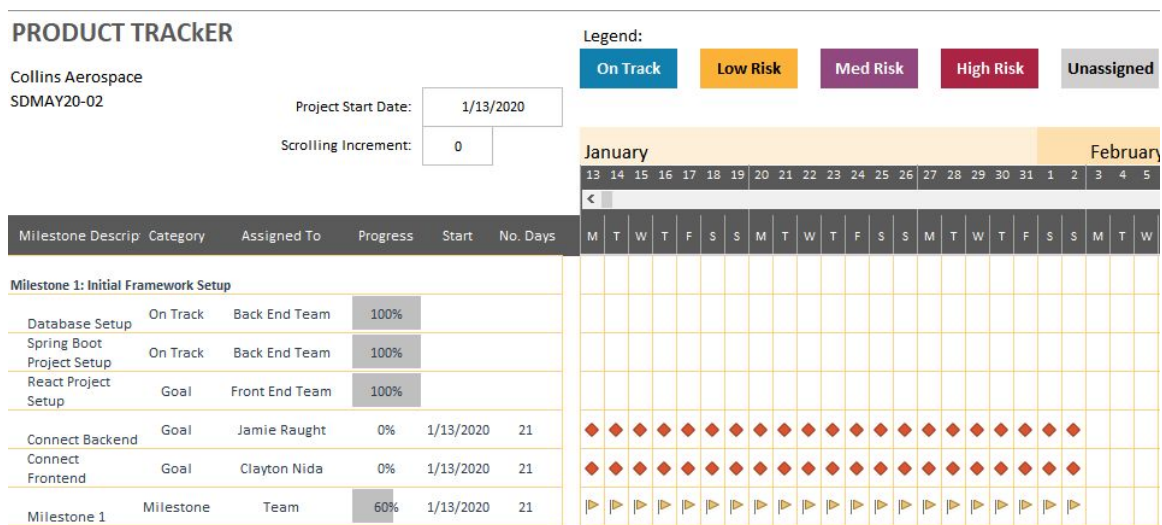 PRODUCT TRACkER
Legend:
On Track Low Risk Med Risk High Risk Unassigned
Collins Aerospace
SDMAY20-02
Project Start Date: 1/13/2020
Scrolling Increment: 0
January February
13 14 15 16 17 18 19 20 21 22 23 24 25 26 27 28 29 30 31 1 2 3 4 5
Milestone Descrip Category Assigned To Progress Start No. Days M T W T F S S M T W T F S S M T W T F S S M T W
Milestone 1: Initial Framework Setup
Database Setup On Track Back End Team 100%
Spring Boot
Project Setup On Track Back End Team 100%
React Project
Setup Goal Front End Team 100%
Connect Backend Goal Jamie Raught 0% 1/13/2020 21
Connect
Frontend Goal Clayton Nida 0% 1/13/2020 21
Milestone 1 Milestone Team 60% 1/13/2020 21